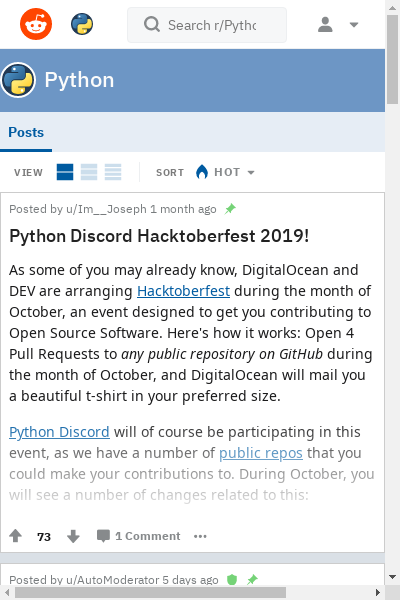 Search r/Pytho
Python
Posts
VIEW SORT HOT
Posted by u/Im__Joseph 1 month ago
Python Discord Hacktoberfest 2019!
As some of you may already know, DigitalOcean and
DEV are arranging Hacktoberfest during the month of
October, an event designed to get you contributing to
Open Source Software. Here's how it works: Open 4
Pull Requests to any public repository on GitHub during
the month of October, and DigitalOcean will mail you
a beautiful t-shirt in your preferred size.
Python Discord will of course be participating in this
event, as we have a number of public repos that you
could make your contributions to. During October, you
will see a number of changes related to this:
73 1 Comment
Posted by u/AutoModerator 5 days ago